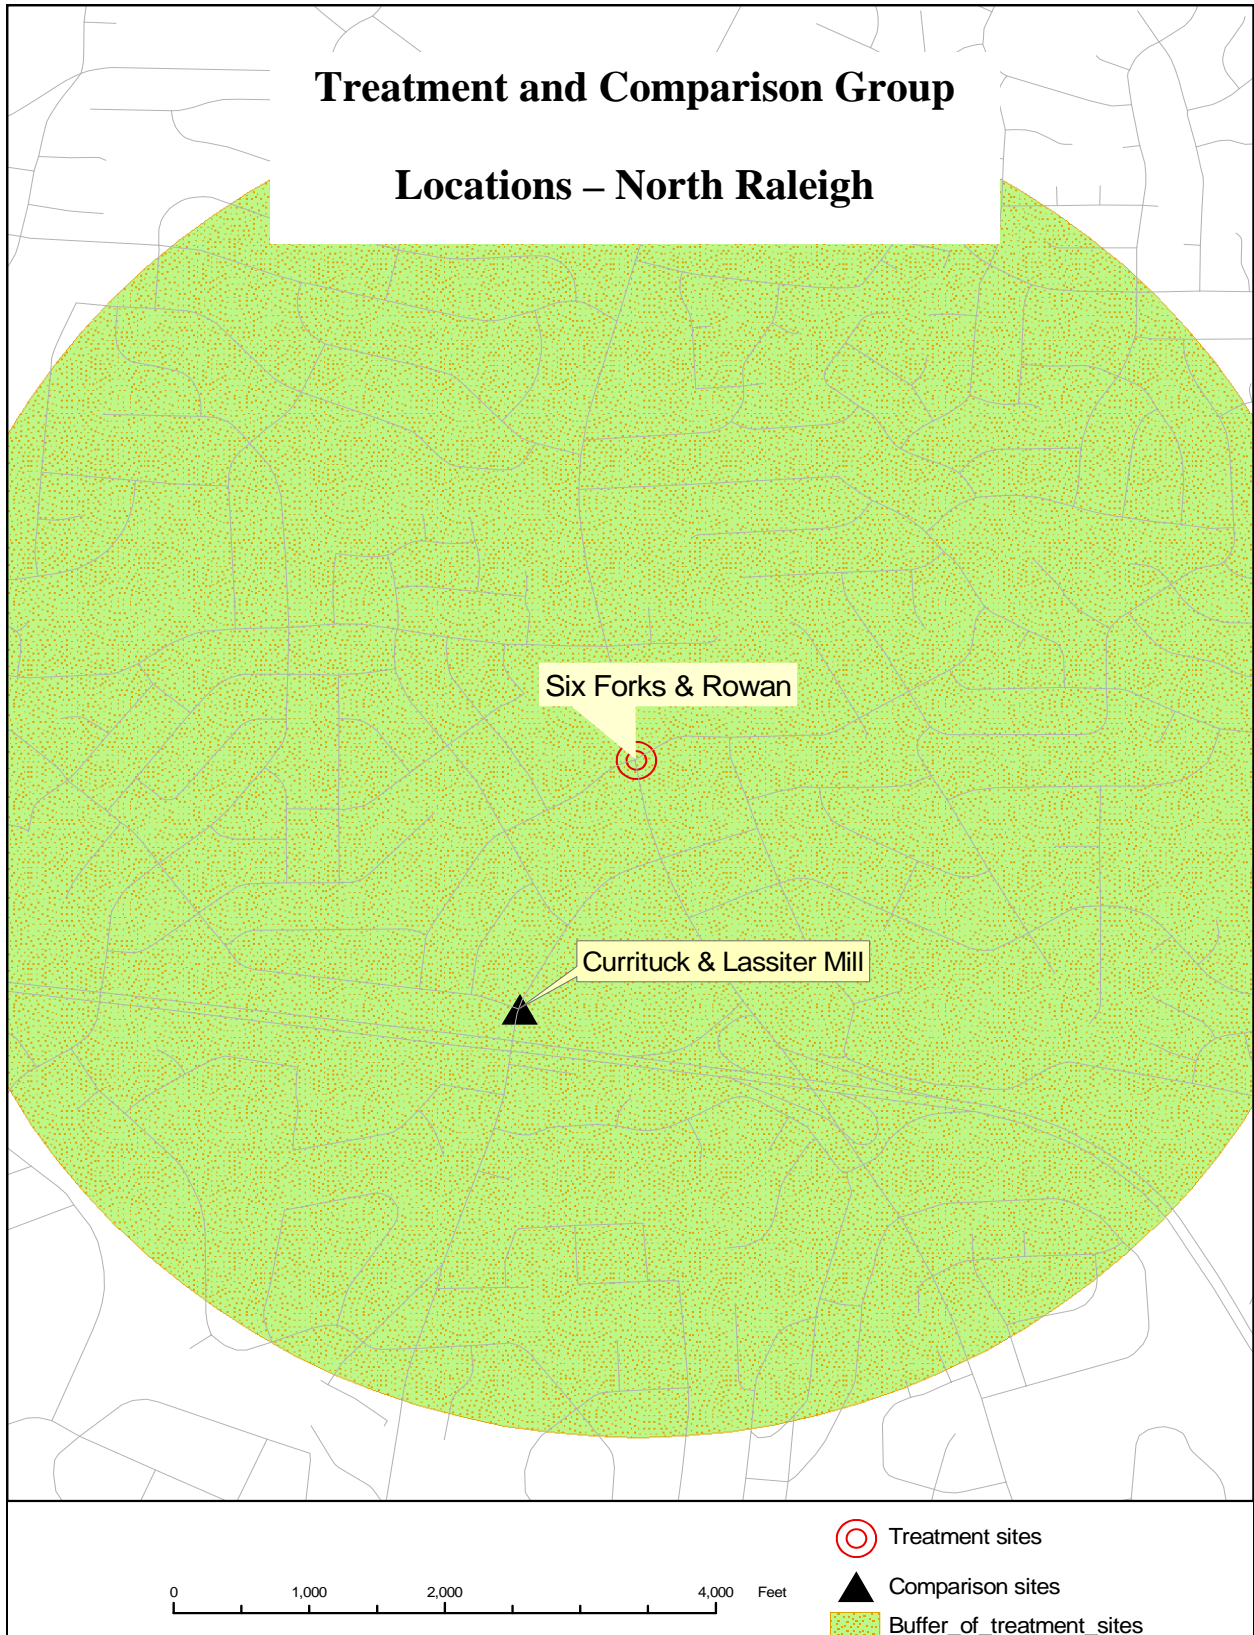 Treatment and Comparison Group
Locations – North Raleigh
Six Forks & Rowan
Currituck & Lassiter Mill
0 1,000 2,000 4,000 Feet
Treatment sites
Comparison sites
Buffer_of_treatment_sites